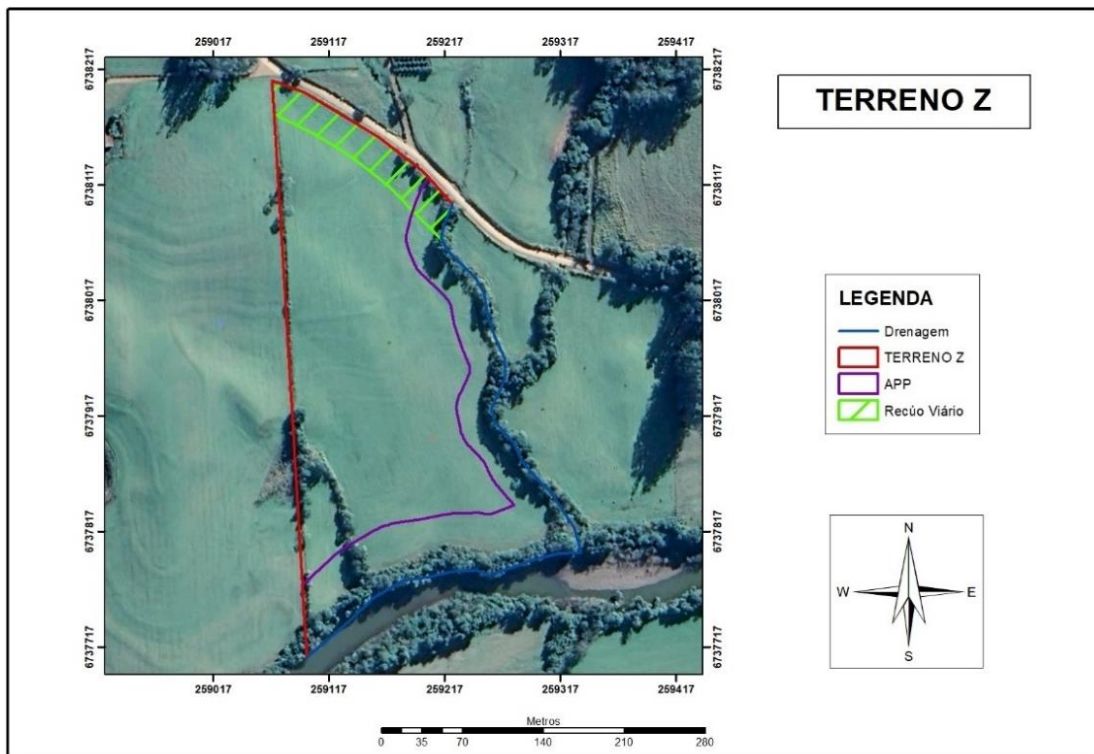 259017 259117 259217 259317 259417
6738217 6738217
6738117 6738117
6738017 6738017
6737917 6737917
6737817 6737817
6737717 6737717
259017 259117 259217 259317 259417
TERRENO Z
LEGENDA
Drenagem
TERRENO Z
APP
Recúo Viário
N
W E
S
Metros
0 35 70 140 210 280